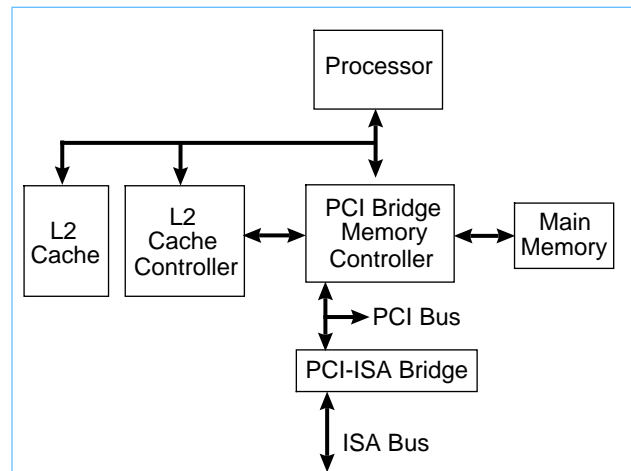 Processor
L2
Cache
L2
Cache
Controller
PCI Bridge
Memory
Controller
Main
Memory
PCI Bus
PCI-ISA Bridge
ISA Bus